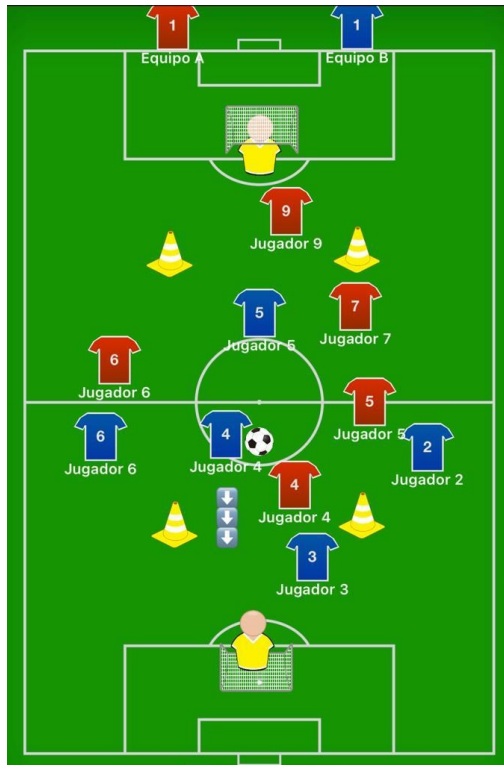 1
1
Equipo A
Equipo B
9
Jugador 9
5
Jugador 5
7
Jugador 7
6
Jugador 6
5
Jugador 5
6
Jugador 6
4
Jugador 4
2
Jugador 2
4
Jugador 4
3
Jugador 3